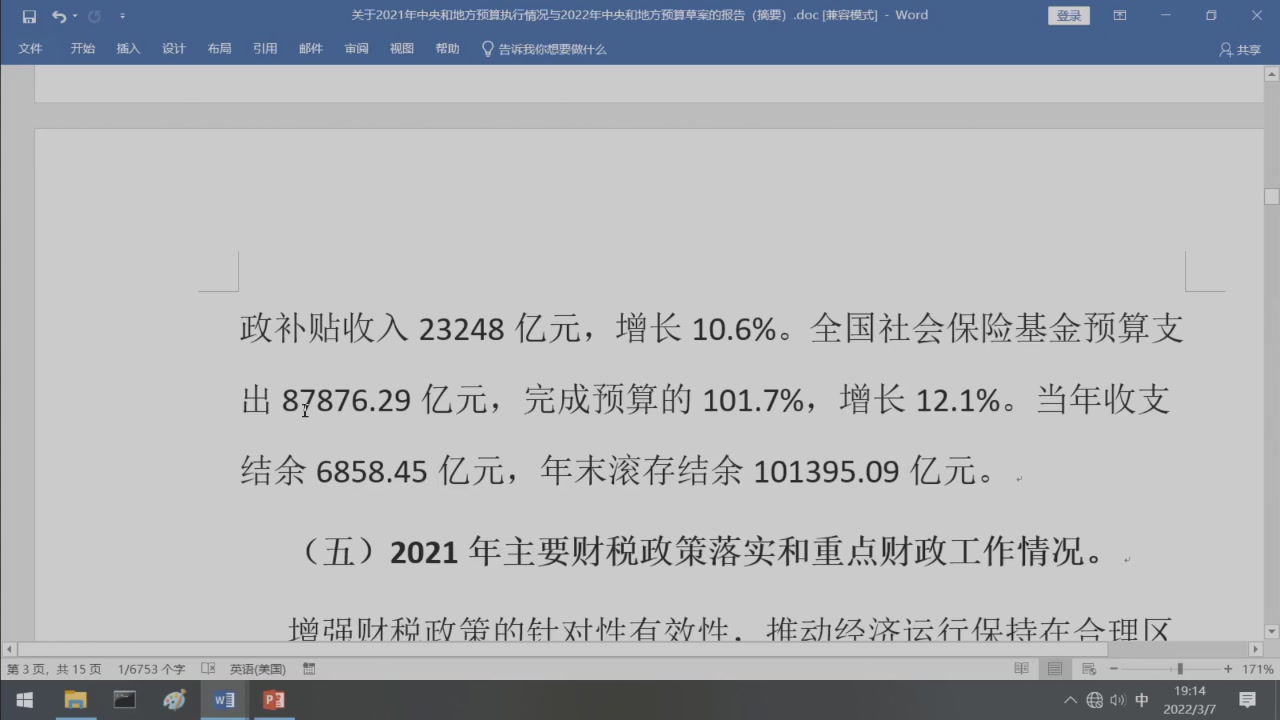 关于2021年中央和地方预算执行情况与2022年中央和地方预算草案的报告（摘要）.doc [兼容模式] - Word
登录
文件 开始 插入 设计 布局 引用 邮件 审阅 视图 帮助 告诉我你想要做什么 共享
政补贴收入 23248 亿元，增长 10.6%。全国社会保险基金预算支
出 87876.29 亿元，完成预算的 101.7%，增长 12.1%。当年收支
结余 6858.45 亿元，年末滚存结余 101395.09 亿元。
（五）2021 年主要财税政策落实和重点财政工作情况。
增强财税政策的针对性有效性，推动经济运行保持在合理区
第 3 页，共 15 页 1/6753 个字 英语(美国) 171%
中 19:14
2022/3/7